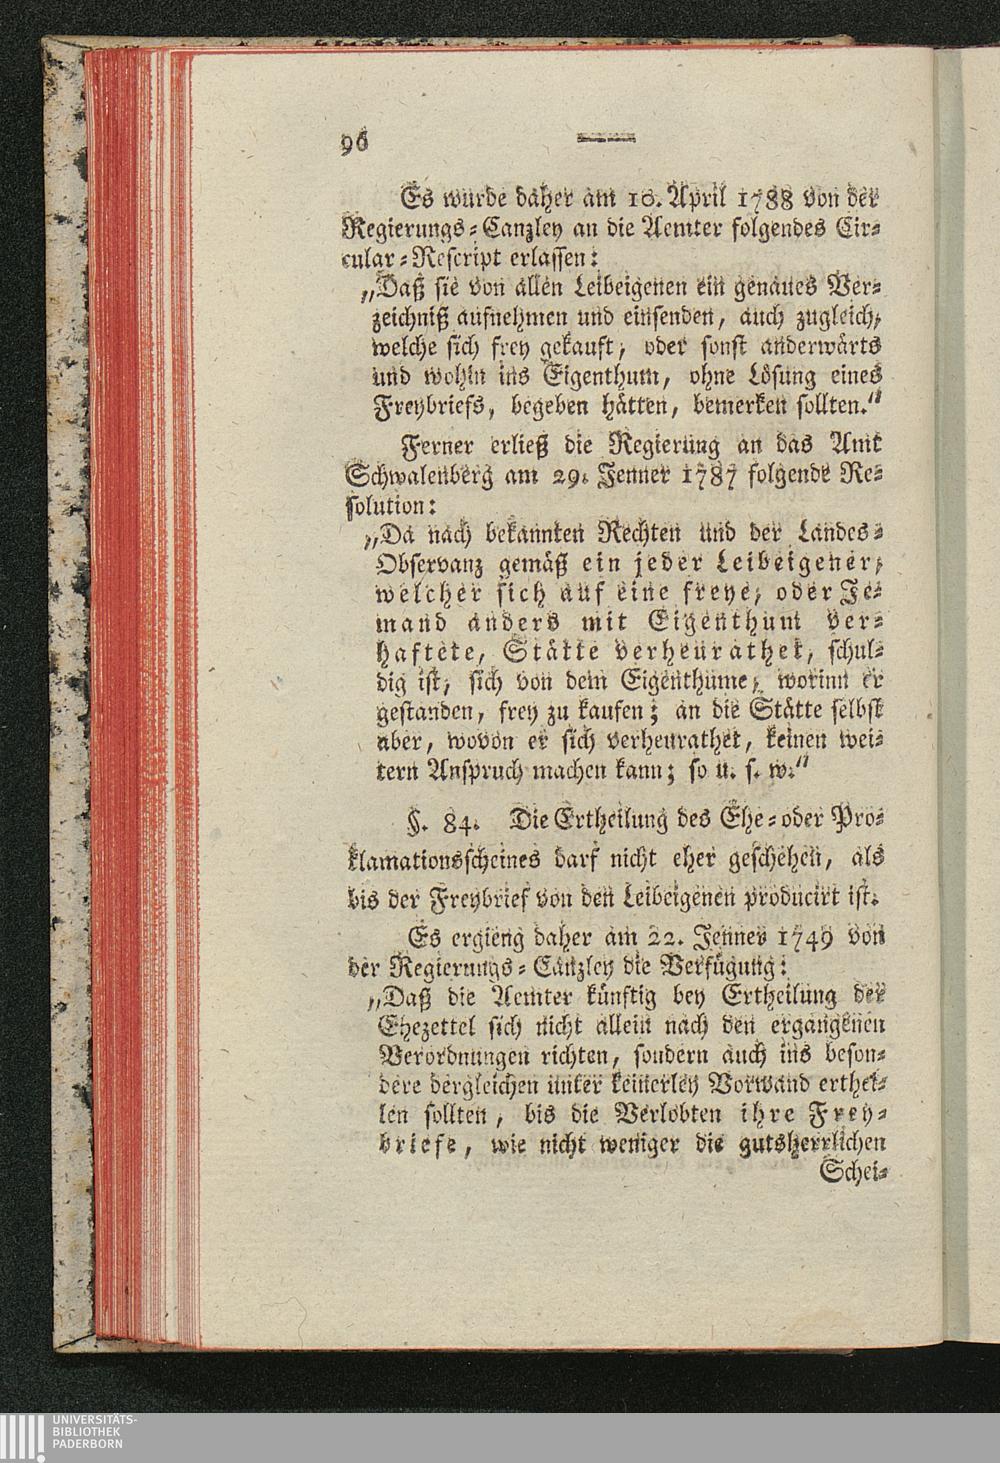 96
Es wurde daher am 10. April 1788 von der
Regierungs-Canzley an die Aemter folgendes Cir-
cular-Rescript erlassen:
„Daß sie von allen Leibeigenen ein genaues Ver-
zeichniß aufnehmen und einsenden, auch zugleich,
welche sich frey gekauft, oder sonst anderwärts
und wohin ins Eigenthum, ohne Lösung eines
Freybriefs, begeben hätten, bemerken sollten.“
Ferner erließ die Regierung an das Amt
Schwalenberg am 29. Jenner 1787 folgende Re-
solution:
„Da nach bekannten Rechten und der Landes-
Observanz gemäß ein jeder Leibeigener,
welcher sich auf eine freye, oder Je-
mand anders mit Eigenthum ver-
haftete, Stätte verheurathet, schul-
dig ist, sich von dem Eigenthume, worinn er
gestanden, frey zu kaufen; an die Stätte selbst
aber, wovon er sich verheurathet, keinen wei-
tern Anspruch machen kann; so u. s. w.“
§. 84. Die Ertheilung des Ehe- oder Pro-
klamationsscheines darf nicht eher geschehen, als
bis der Freybrief von den Leibeigenen producirt ist.
Es ergieng daher am 22. Jenner 1749 von
der Regierungs-Canzley die Verfügung:
„Daß die Aemter künftig bey Ertheilung der
Ehezettel sich nicht allein nach den ergangenen
Verordnungen richten, sondern auch ins beson-
dere dergleichen unter keinerley Vorwand erthei-
len sollten, bis die Verlobten ihre Frey-
briefe, wie nicht weniger die gutsherrlichen
Schei-
UNIVERSITÄTS-
BIBLIOTHEK
PADERBORN